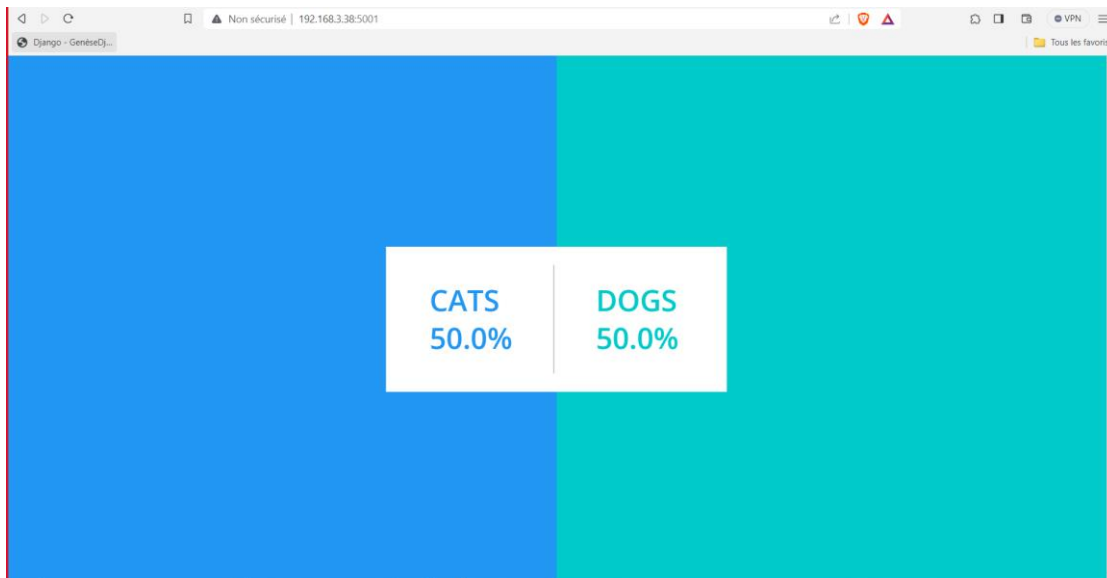 Non sécurisé | 192.168.3.38:5001
VPN
Django - GenèseDj...
Tous les favoris
CATS
50.0%
DOGS
50.0%